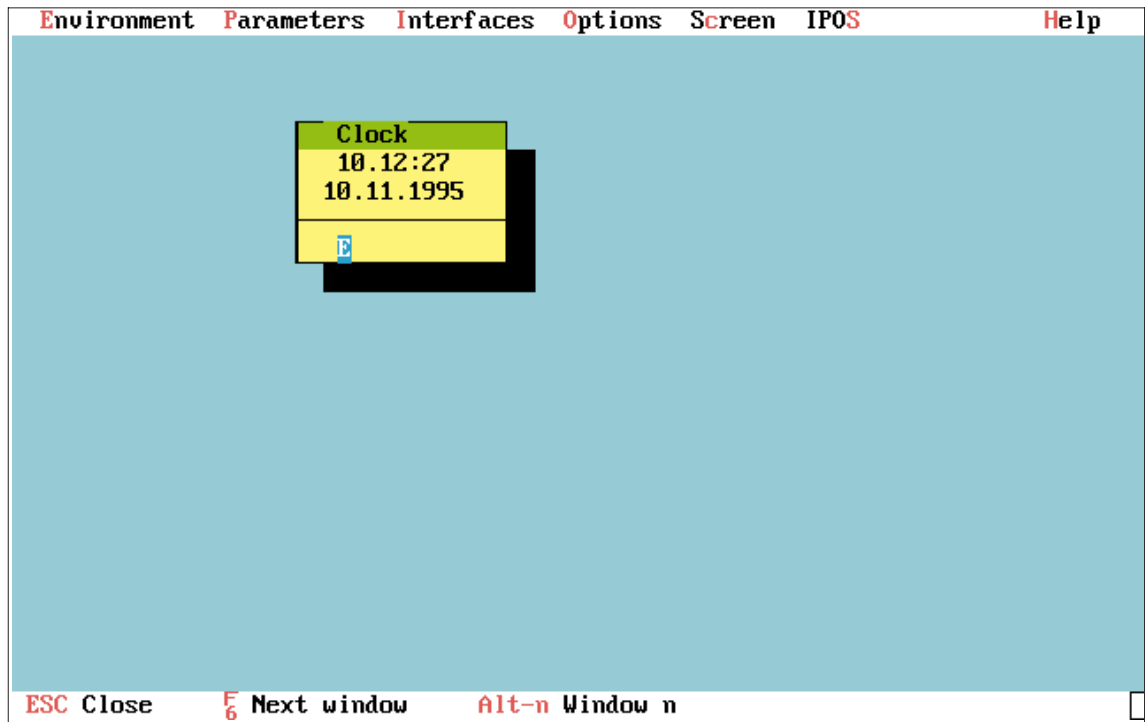 Environment Parameters Interfaces Options Screen IPOS Help
Clock
10.12:27
10.11.1995
E
ESC Close F6 Next window Alt-n Window n